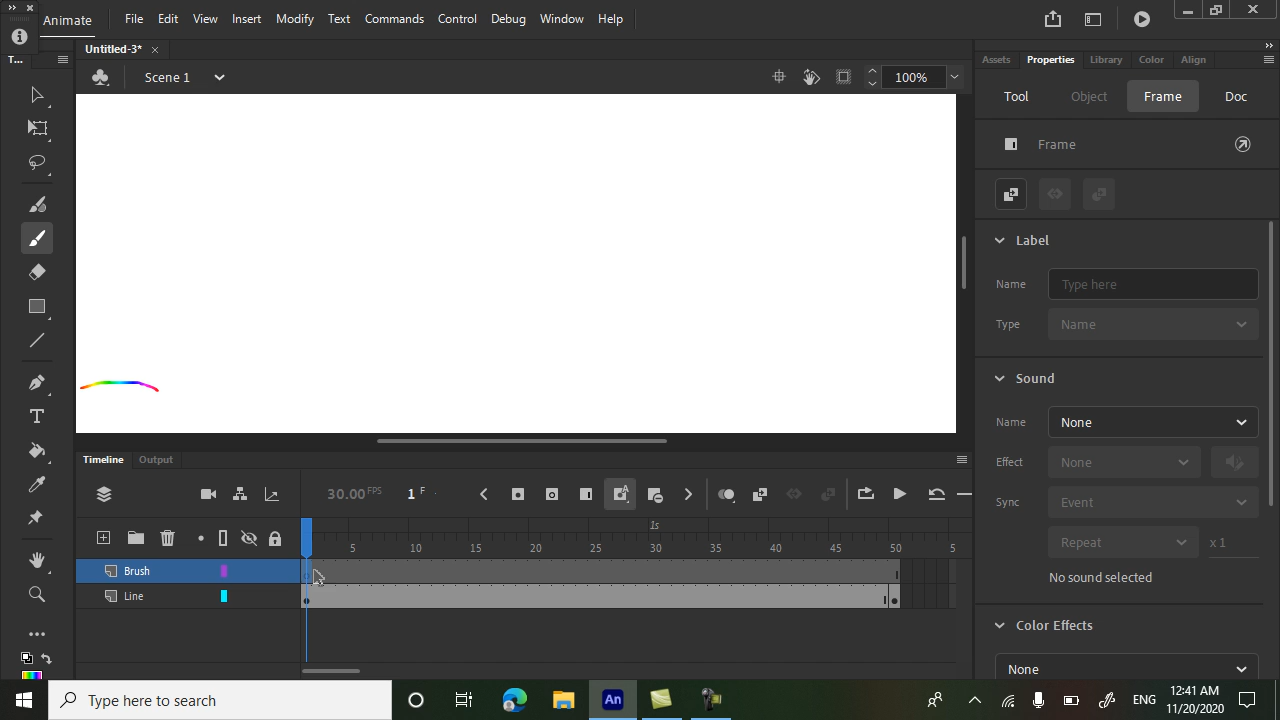 Animate File Edit View Insert Modify Text Commands Control Debug Window Help
Untitled-3*
Scene 1
100%
T...
Assets Properties Library Color Align
Tool Object Frame Doc
Frame
Label
Name Type here
Type Name
Sound
Name None
Effect None
Sync Event
Repeat x 1
No sound selected
Color Effects
None
Timeline Output
30.00 FPS 1 F
1s
5 10 15 20 25 30 35 40 45 50 5
Brush
Line
Type here to search
An
ENG
12:41 AM
11/20/2020